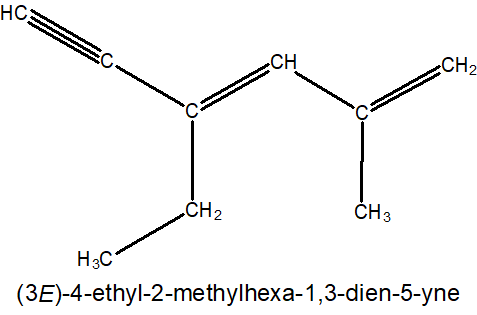 HC
C
CH
CH2
C
C
CH2
CH3
H3C
(3E)-4-ethyl-2-methylhexa-1,3-dien-5-yne